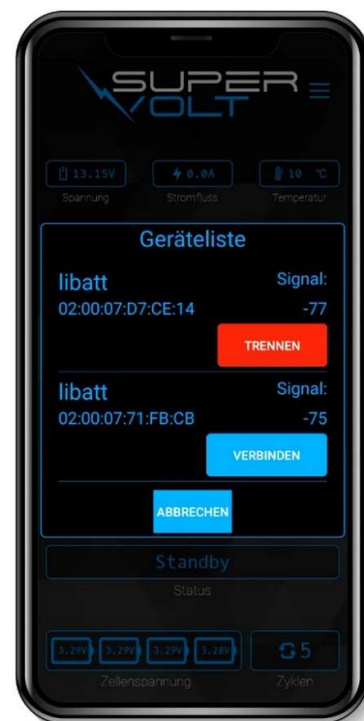 SUPER
VOLT
13.15V
0.0A
10 °C
Spannung
Stromfluss
Temperatur
Geräteliste
libatt
Signal:
02:00:07:D7:CE:14
-77
TRENNEN
libatt
Signal:
02:00:07:71:FB:CB
-75
VERBINDEN
ABBRECHEN
Standby
Status
3.29V 3.29V 3.29V 3.28V
5
Zellenspannung
Zyklen